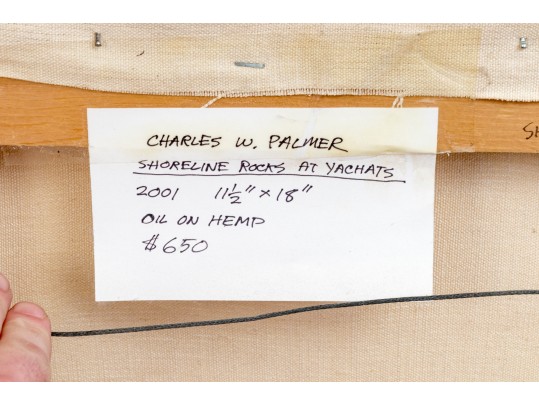 CHARLES W. PALMER
SHORELINE ROCKS AT YACHATS
2001 11½" × 18"
OIL ON HEMP
$650